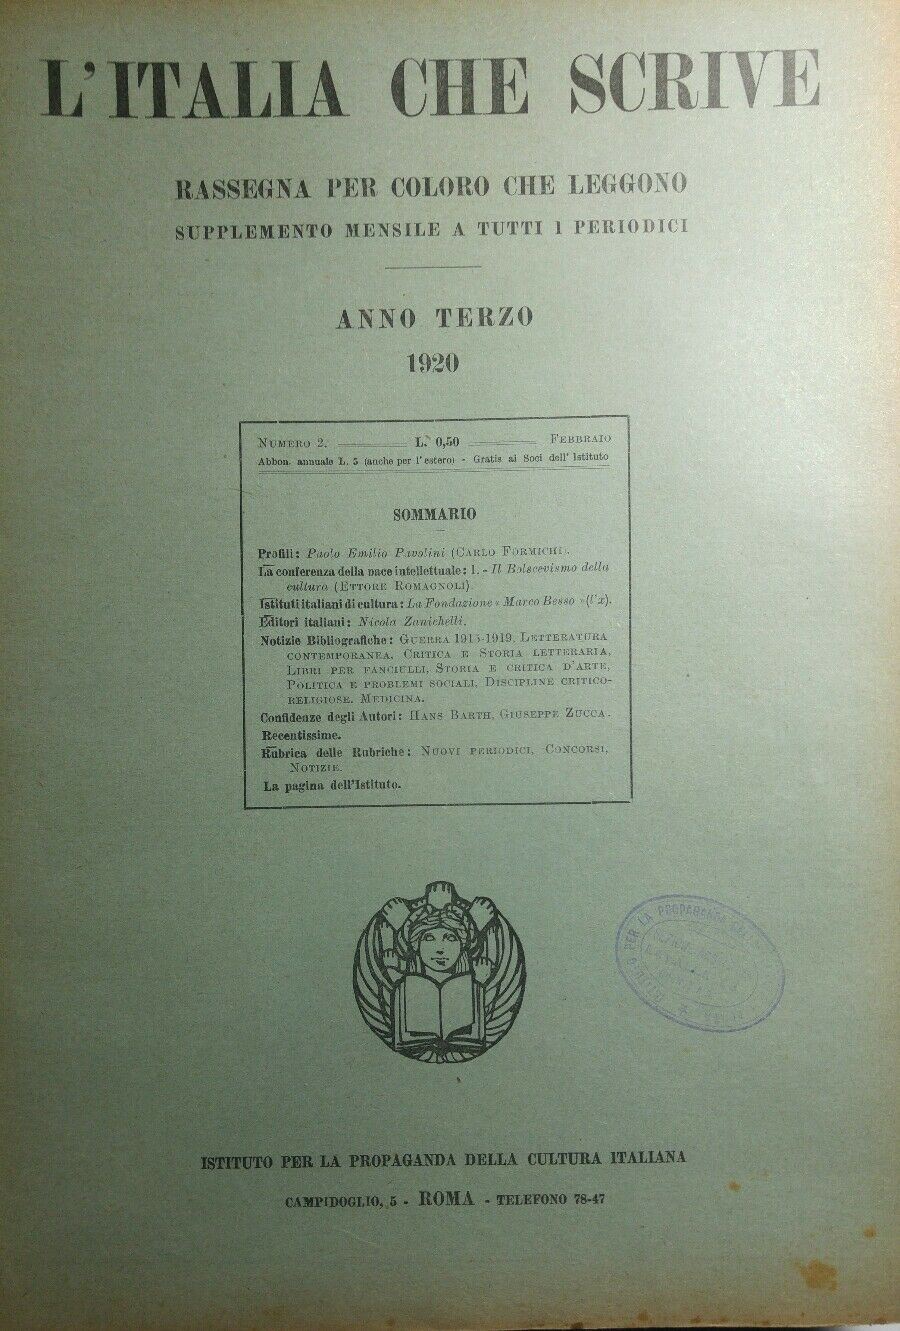 L'ITALIA CHE SCRIVE
RASSEGNA PER COLORO CHE LEGGONO
SUPPLEMENTO MENSILE A TUTTI I PERIODICI
ANNO TERZO
1920
NUMERO 2. L. 0,50 FEBBRAIO
Abbon. annuale L. 5 (anche per l'estero) - Gratis ai Soci dell'Istituto
SOMMARIO
Profili: Paolo Emilio Pavolini (CARLO FORMICHI).
La conferenza della pace intellettuale: 1. - Il Bolscevismo della
cultura (ETTORE ROMAGNOLI).
Istituti italiani di cultura: La Fondazione « Marco Besso » (l'x).
Editori italiani: Nicola Zanichelli.
Notizie Bibliografiche: GUERRA 1915-1919, LETTERATURA
CONTEMPORANEA, CRITICA E STORIA LETTERARIA,
LIBRI PER FANCIULLI, STORIA E CRITICA D'ARTE,
POLITICA E PROBLEMI SOCIALI, DISCIPLINE CRITICO-
RELIGIOSE, MEDICINA.
Confidenze degli Autori: HANS BARTH, GIUSEPPE ZUCCA.
Recentissime.
Rubrica delle Rubriche: NUOVI PERIODICI, CONCORSI,
NOTIZIE.
La pagina dell'Istituto.
PER LA PROPAGANDA
ISTITUTO PER LA PROPAGANDA DELLA CULTURA ITALIANA
CAMPIDOGLIO, 5 - ROMA - TELEFONO 78-47